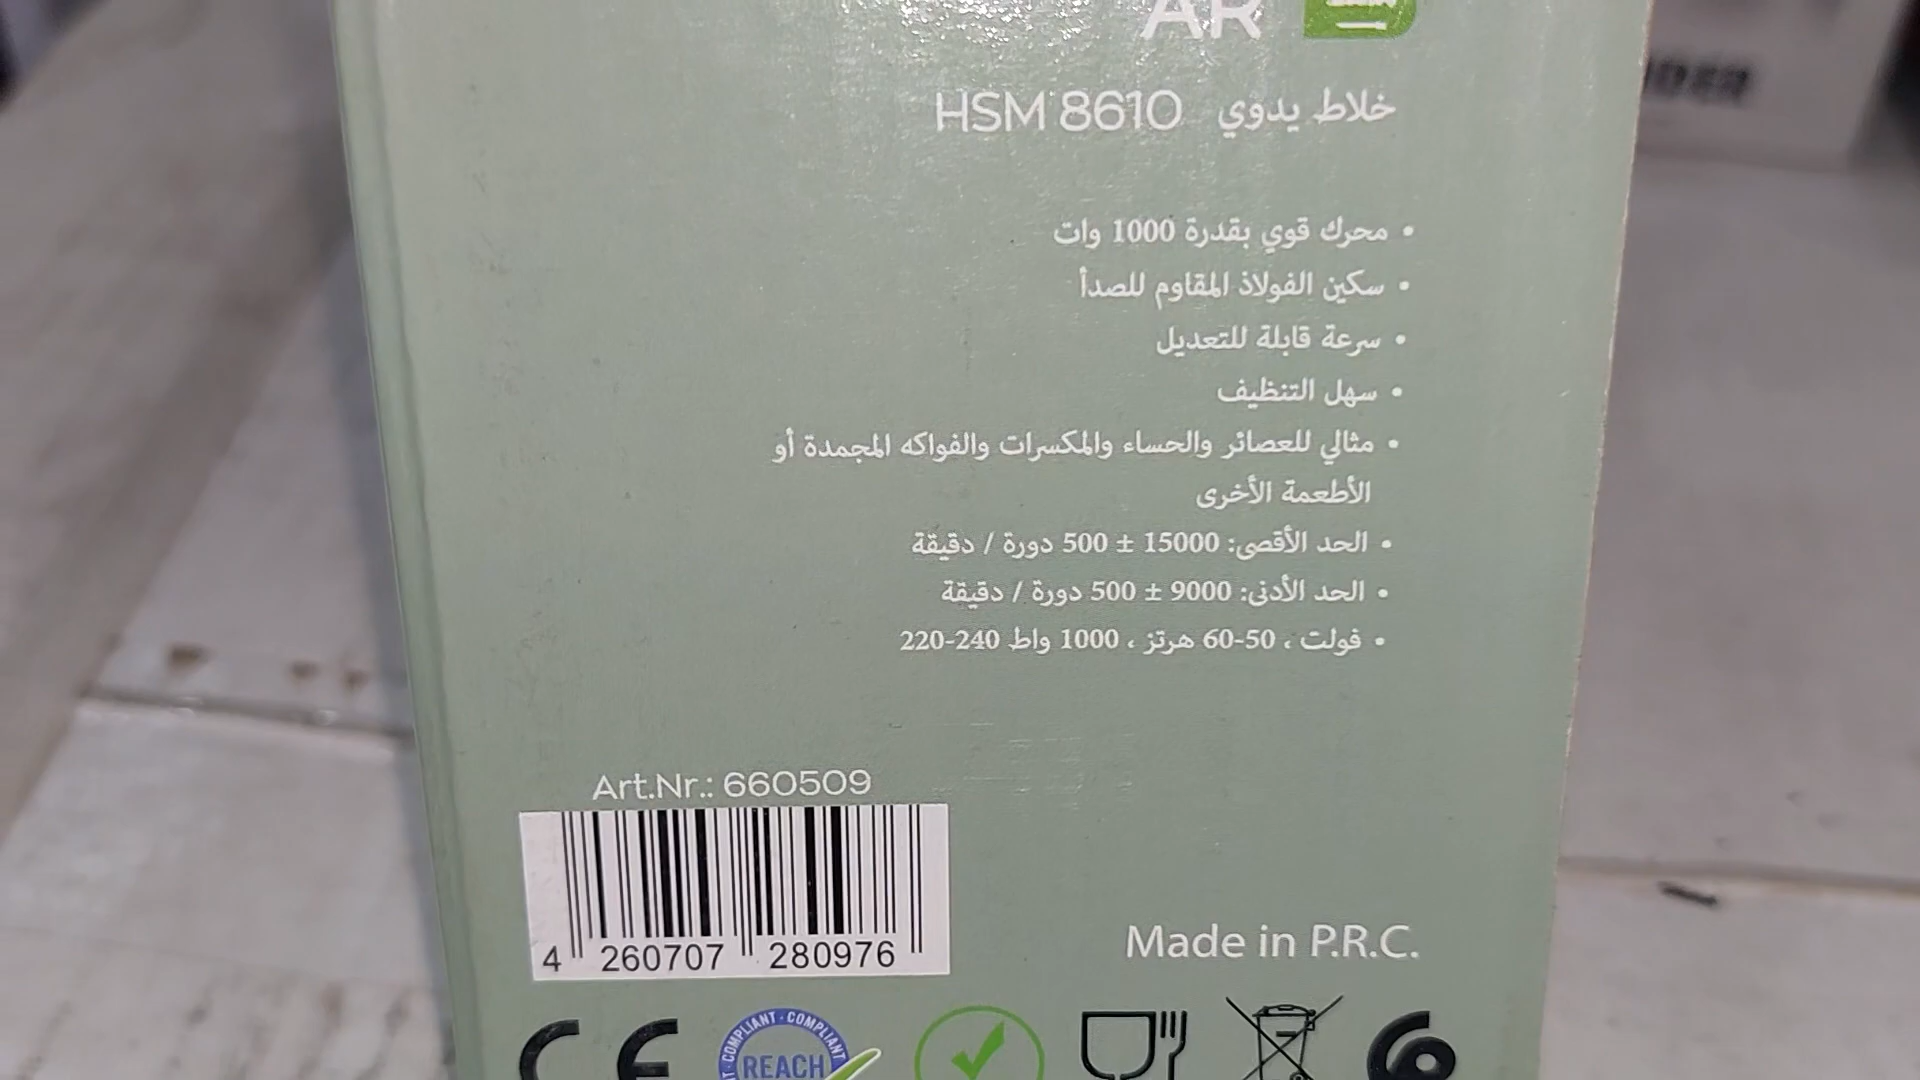 AR
خلاط يدوي HSM 8610
• محرك قوي بقدرة 1000 وات
• سكين الفولاذ المقاوم للصدأ
• سرعة قابلة للتعديل
• سهل التنظيف
• مثالي للعصائر والحساء والمكسرات والفواكه المجمدة أو
الأطعمة الأخرى
• الحد الأقصى: 15000 ± 500 دورة / دقيقة
• الحد الأدنى: 9000 ± 500 دورة / دقيقة
• فولت ، 50-60 هرتز ، 1000 واط 240-220
Art.Nr.: 660509
4 260707 280976
Made in P.R.C.
CE
COMPLIANT · COMPLIANT
REACH